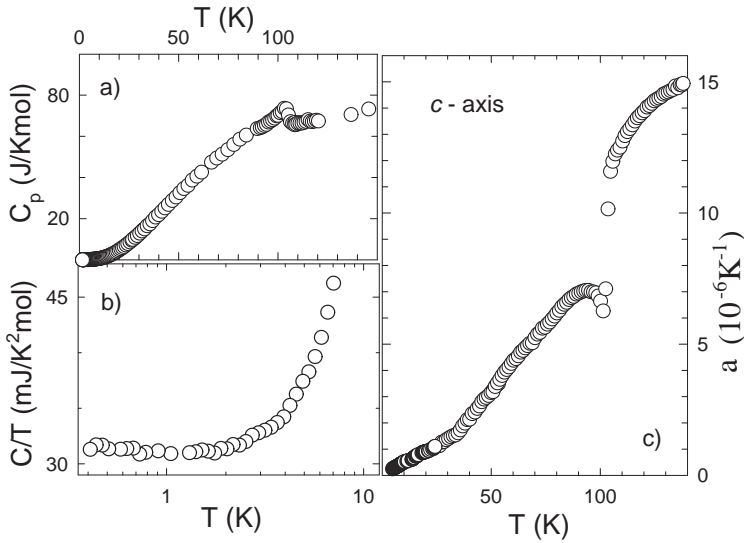 T (K)
0 50 100
a)
80
20
C_p (J/Kmol)
b)
45
30
C/T (mJ/K²mol)
1 10
T (K)
c - axis
15
10
5
0
a (10⁻⁶K⁻¹)
c)
50 100
T (K)